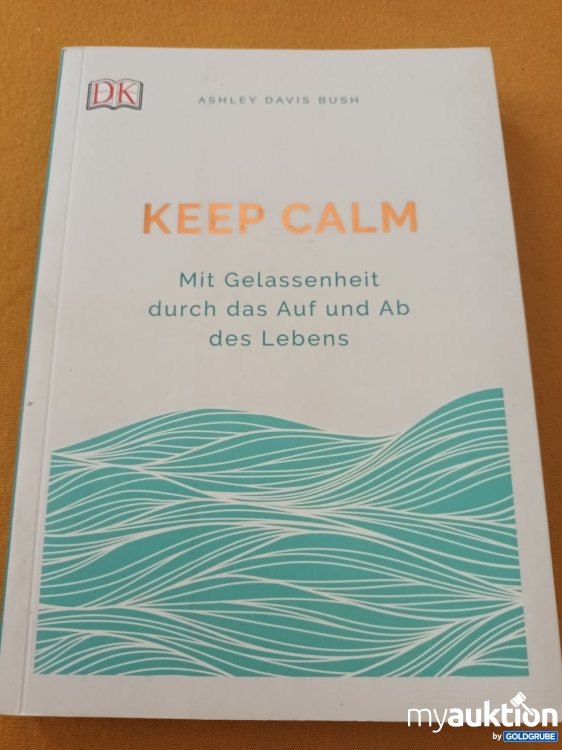 DK
ASHLEY DAVIS BUSH
KEEP CALM
Mit Gelassenheit
durch das Auf und Ab
des Lebens
myauktion
by GOLDGRUBE